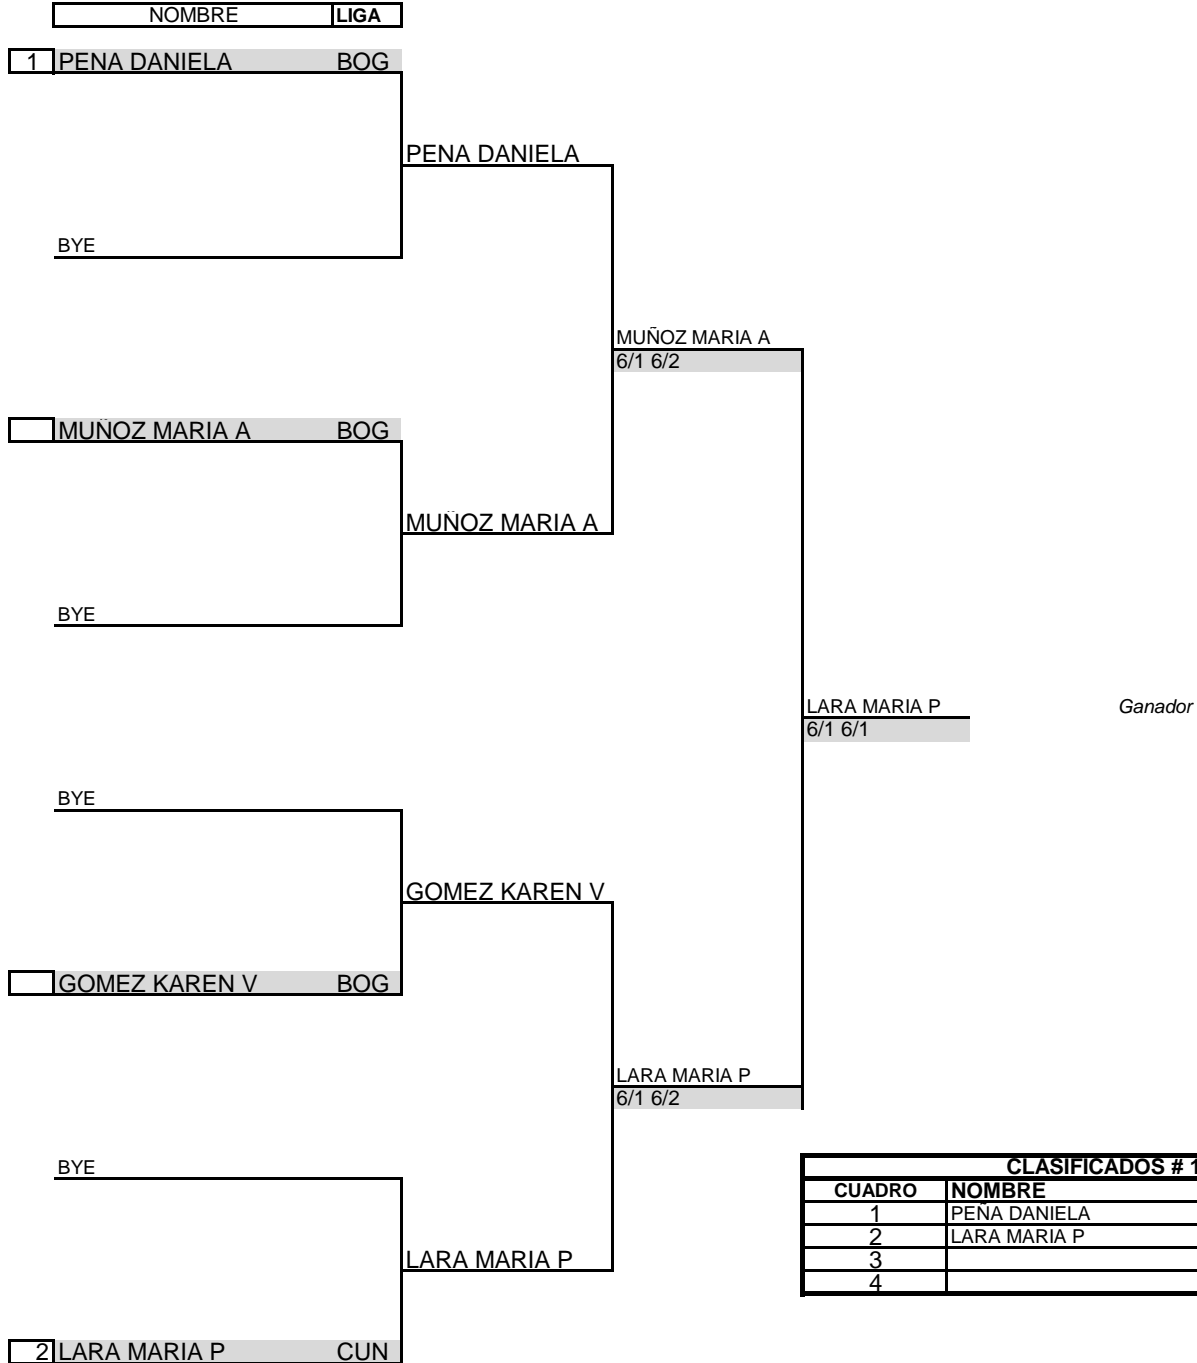 NOMBRE LIGA
1 PENA DANIELA BOG
PENA DANIELA
BYE
MUÑOZ MARIA A
6/1 6/2
MUÑOZ MARIA A BOG
MUÑOZ MARIA A
BYE
LARA MARIA P Ganador
6/1 6/1
BYE
GOMEZ KAREN V
GOMEZ KAREN V BOG
LARA MARIA P
6/1 6/2
BYE
CLASIFICADOS # 1
CUADRO NOMBRE
1 PEÑA DANIELA
2 LARA MARIA P
3
4
LARA MARIA P
2 LARA MARIA P CUN